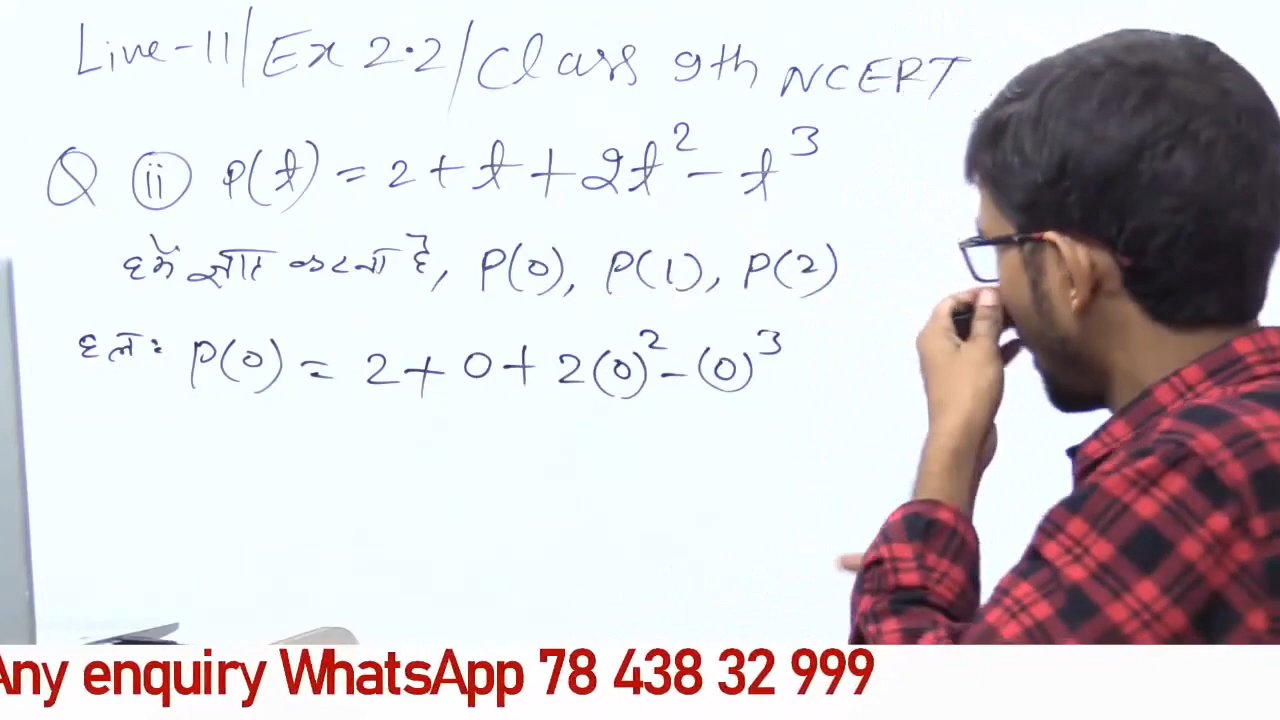 Live-11/Ex 2.2/Class 9th NCERT
Q (ii) P(t) = 2 + t + 2t² - t³
हमें ज्ञात करना है, P(0), P(1), P(2)
हलः P(0) = 2 + 0 + 2(0)² - (0)³
Any enquiry WhatsApp 78 438 32 999